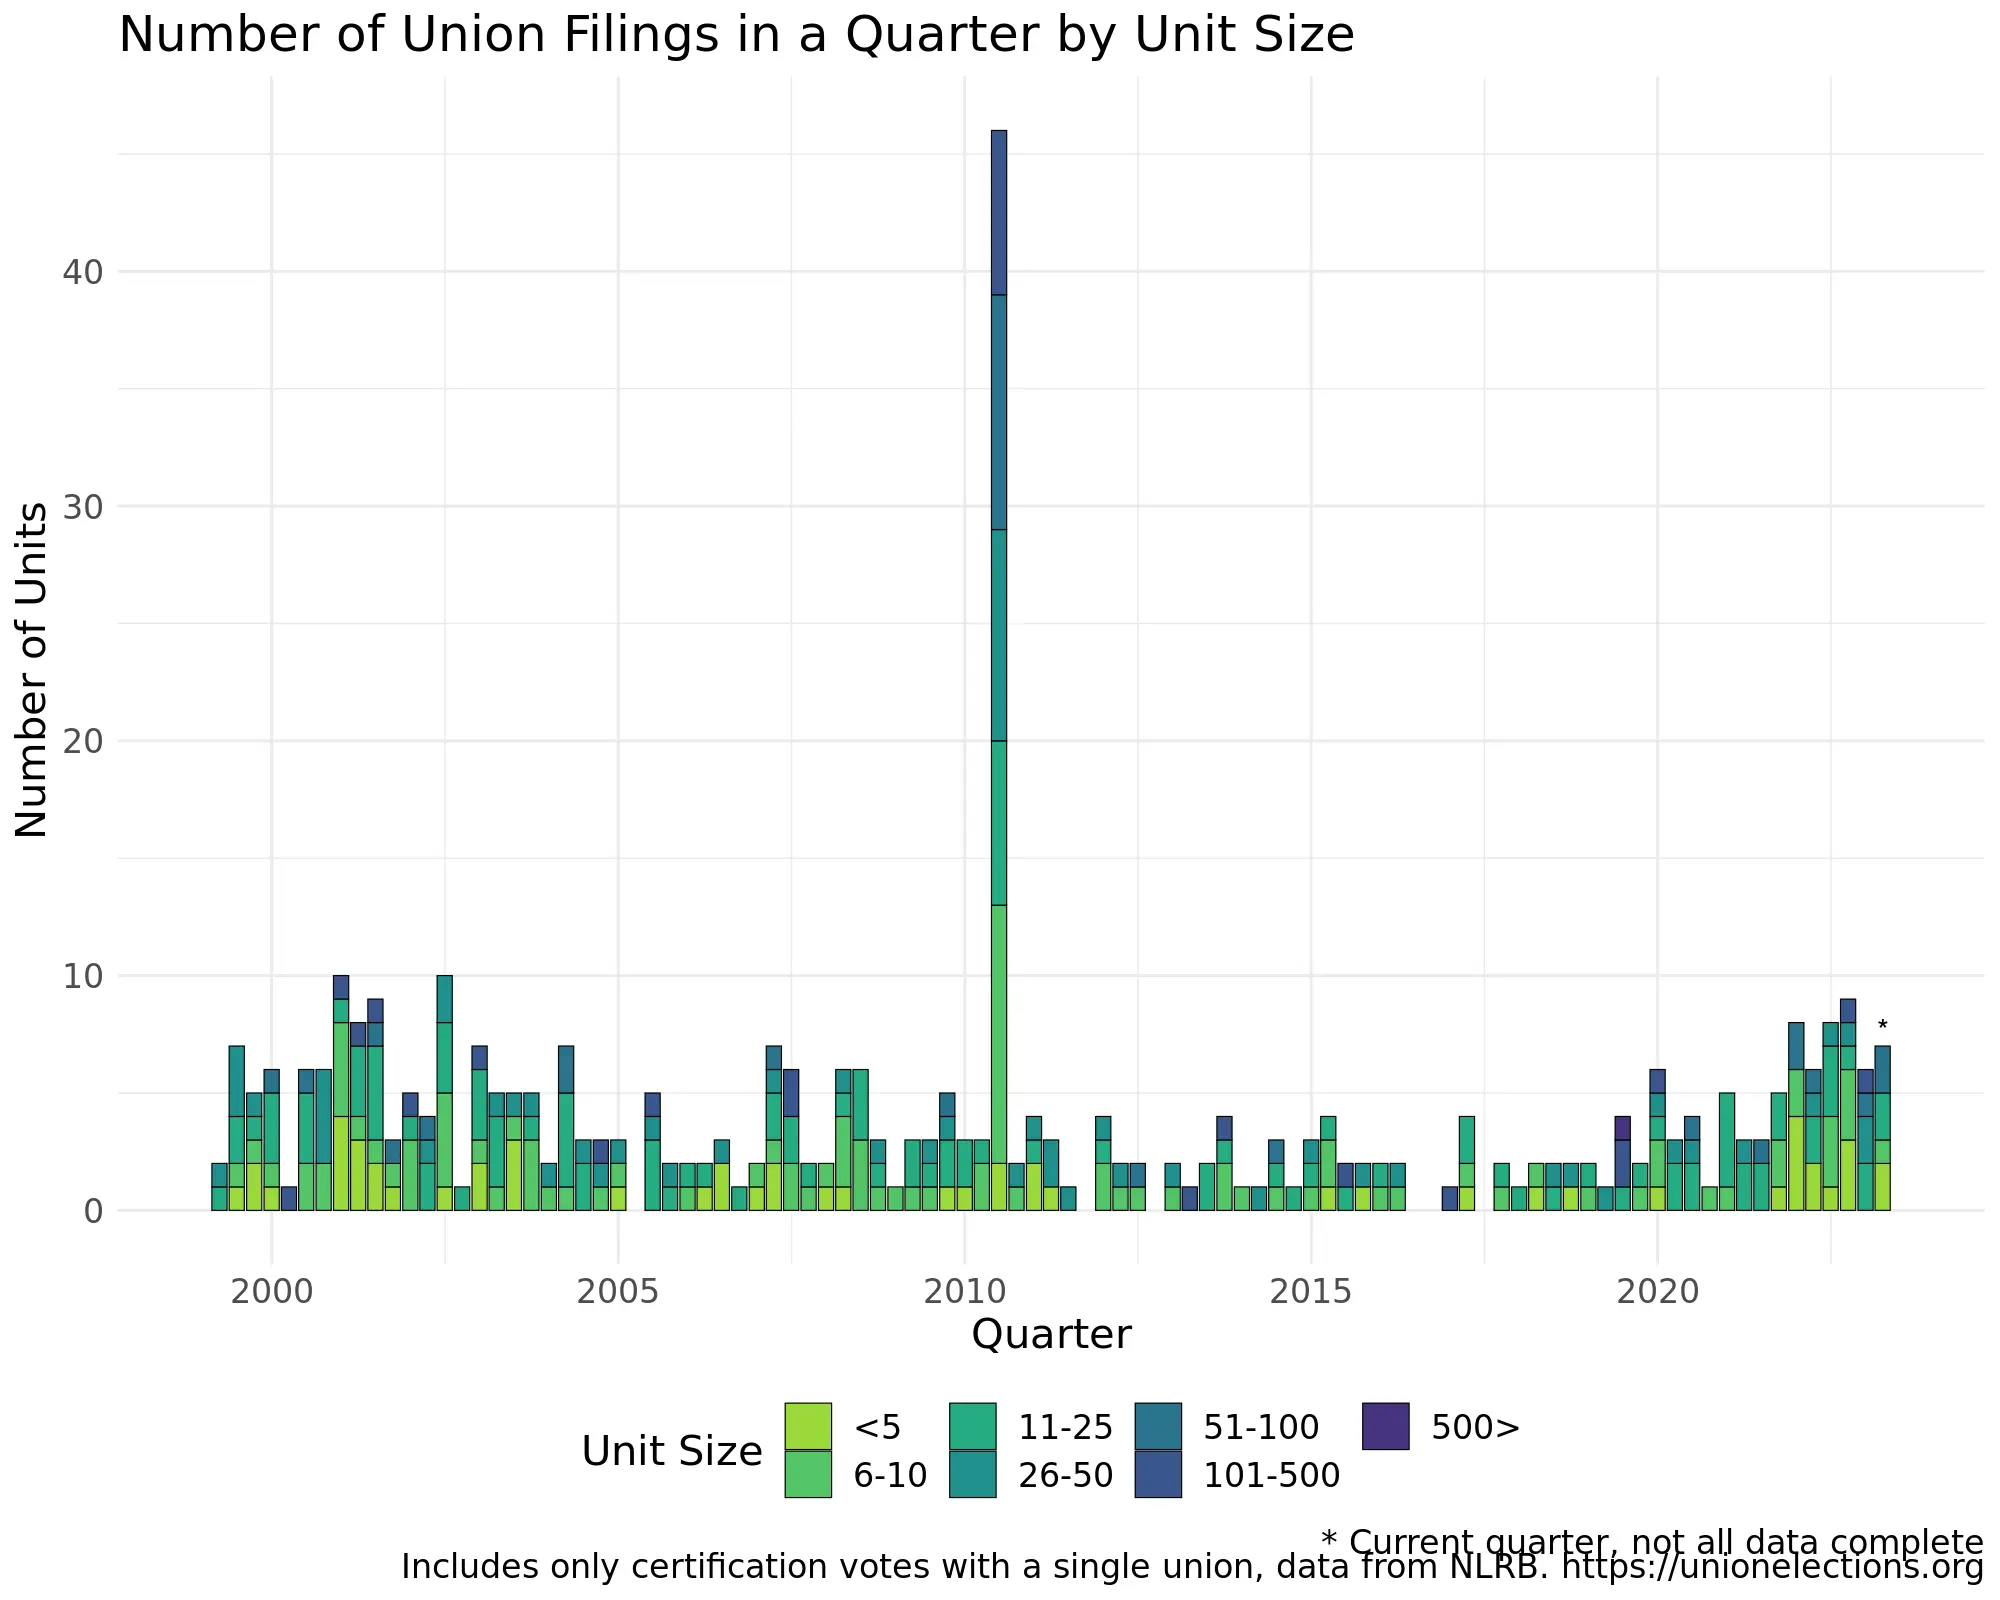 Number of Union Filings in a Quarter by Unit Size
Number of Units
40
30
20
10
0
*
2000 2005 2010 2015 2020
Quarter
Unit Size
<5 11-25 51-100 500>
6-10 26-50 101-500
* Current quarter, not all data complete
Includes only certification votes with a single union, data from NLRB. https://unionelections.org